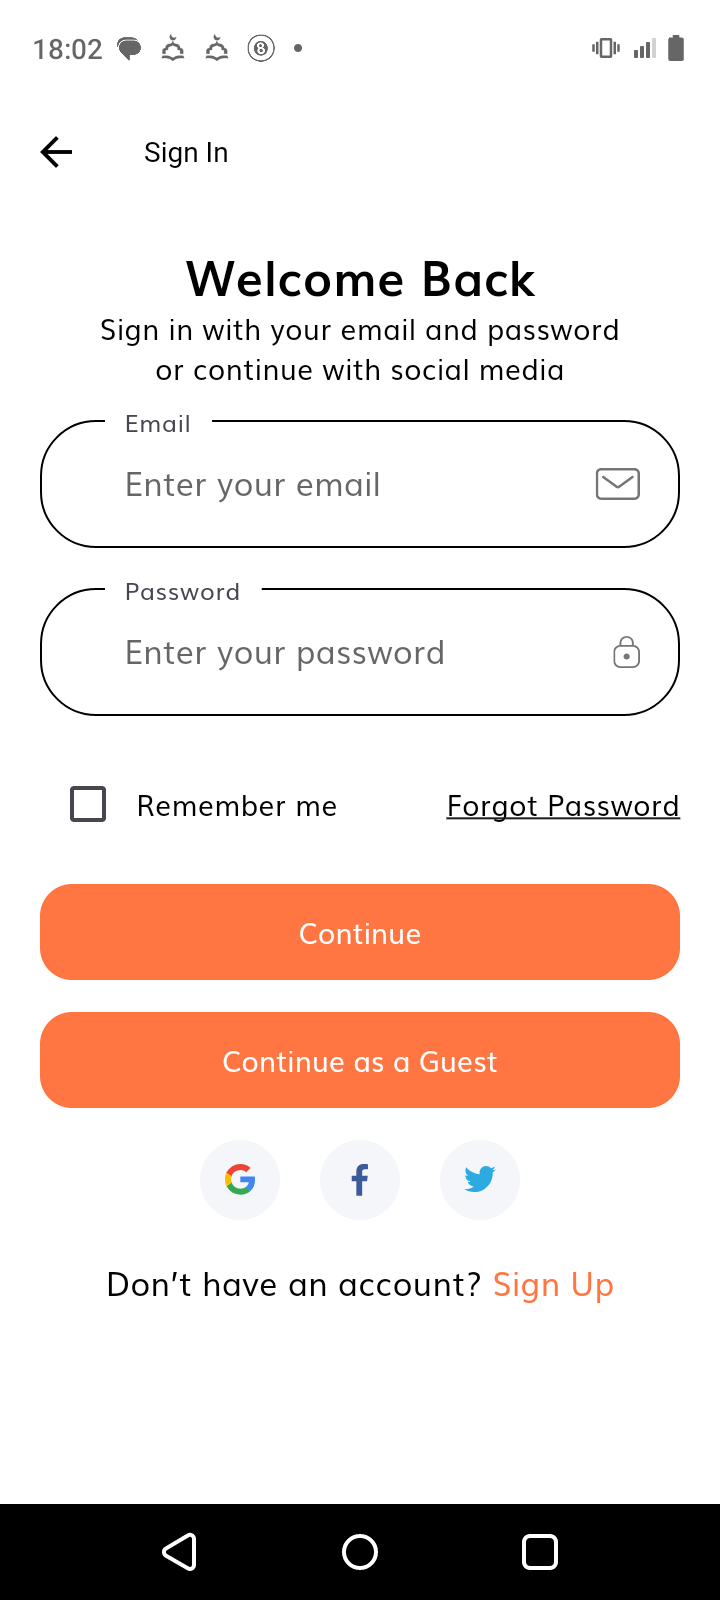 18:02
Sign In
Welcome Back
Sign in with your email and password
or continue with social media
Email
Enter your email
Password
Enter your password
Remember me
Forgot Password
Continue
Continue as a Guest
Don't have an account? Sign Up